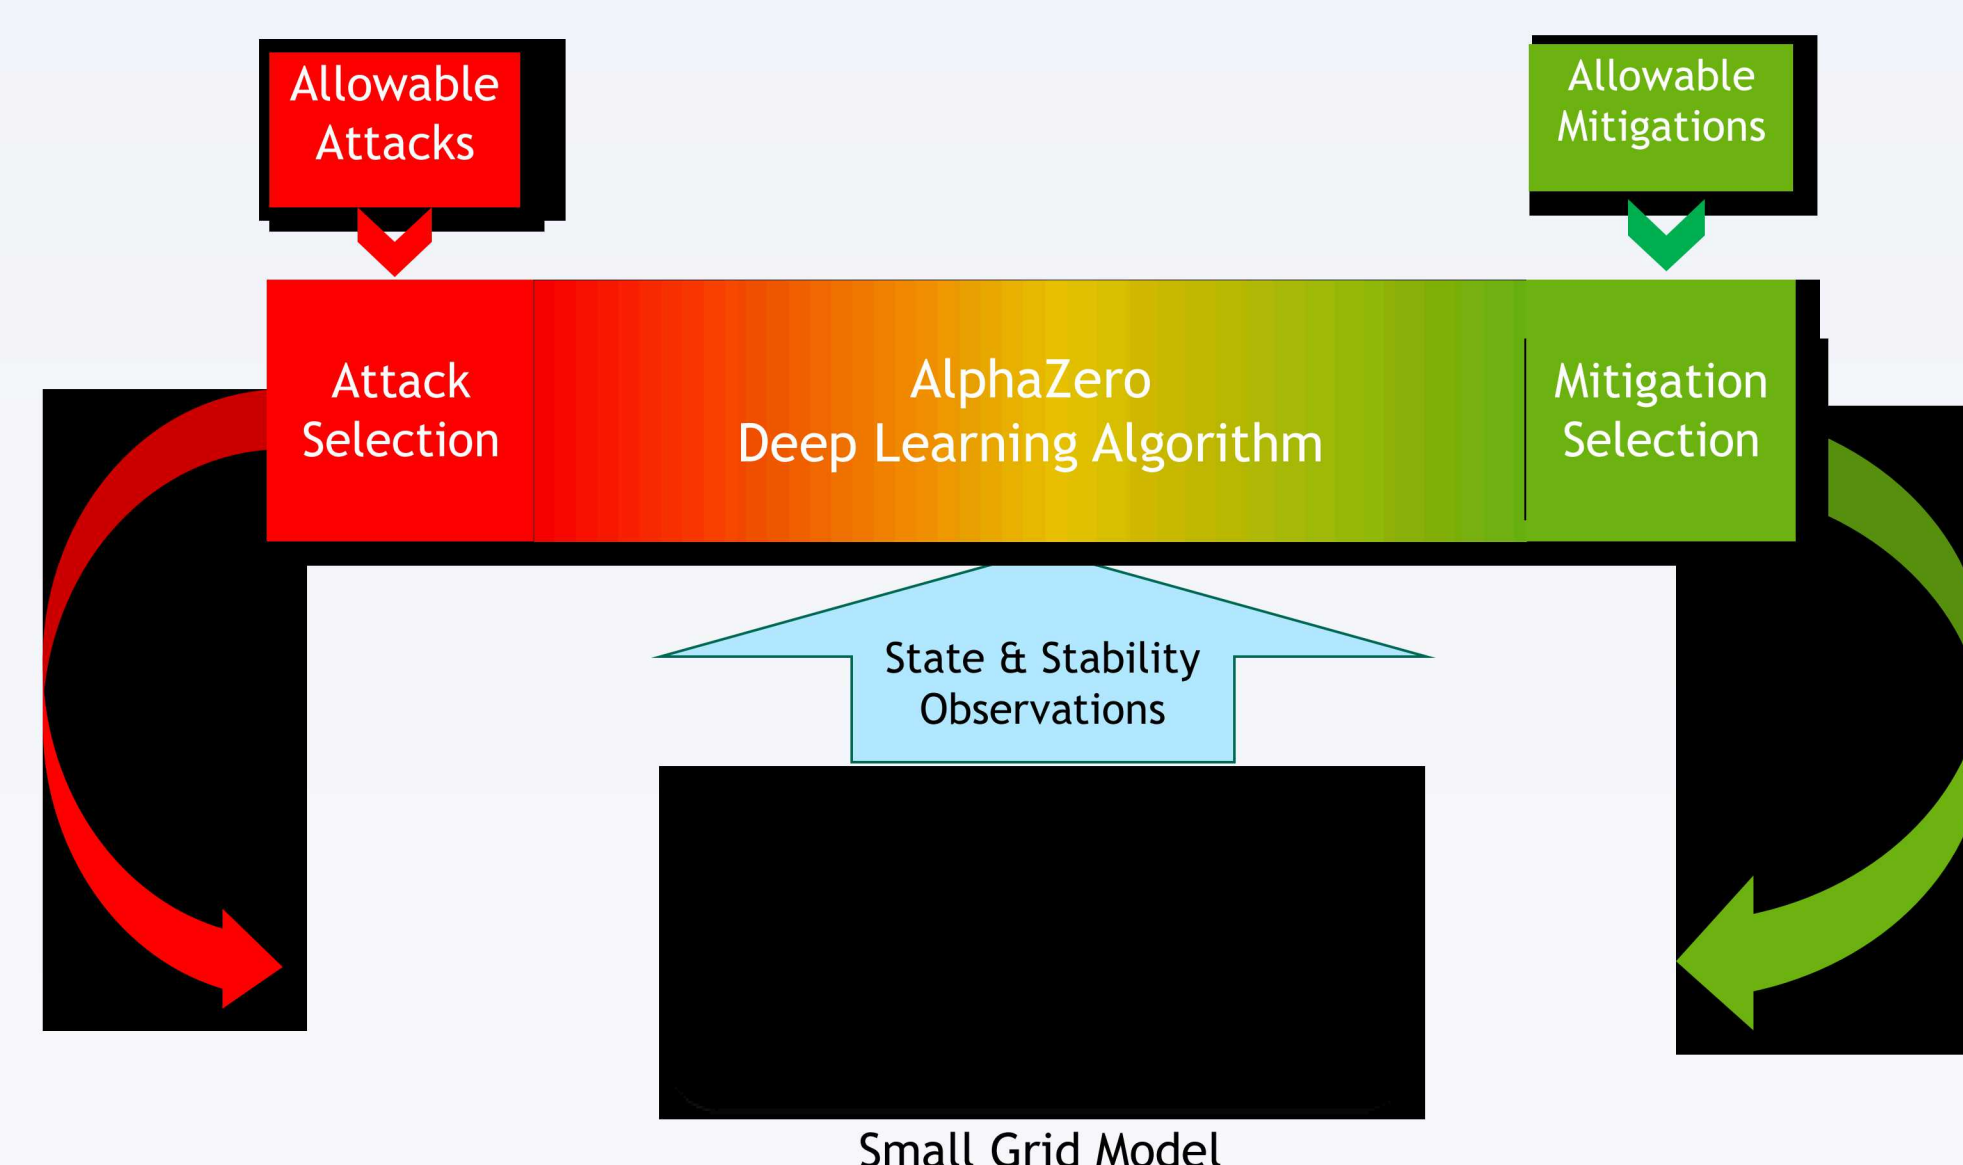 Allowable
Attacks
Allowable
Mitigations
Attack
Selection
AlphaZero
Deep Learning Algorithm
Mitigation
Selection
State & Stability
Observations
Small Grid Model